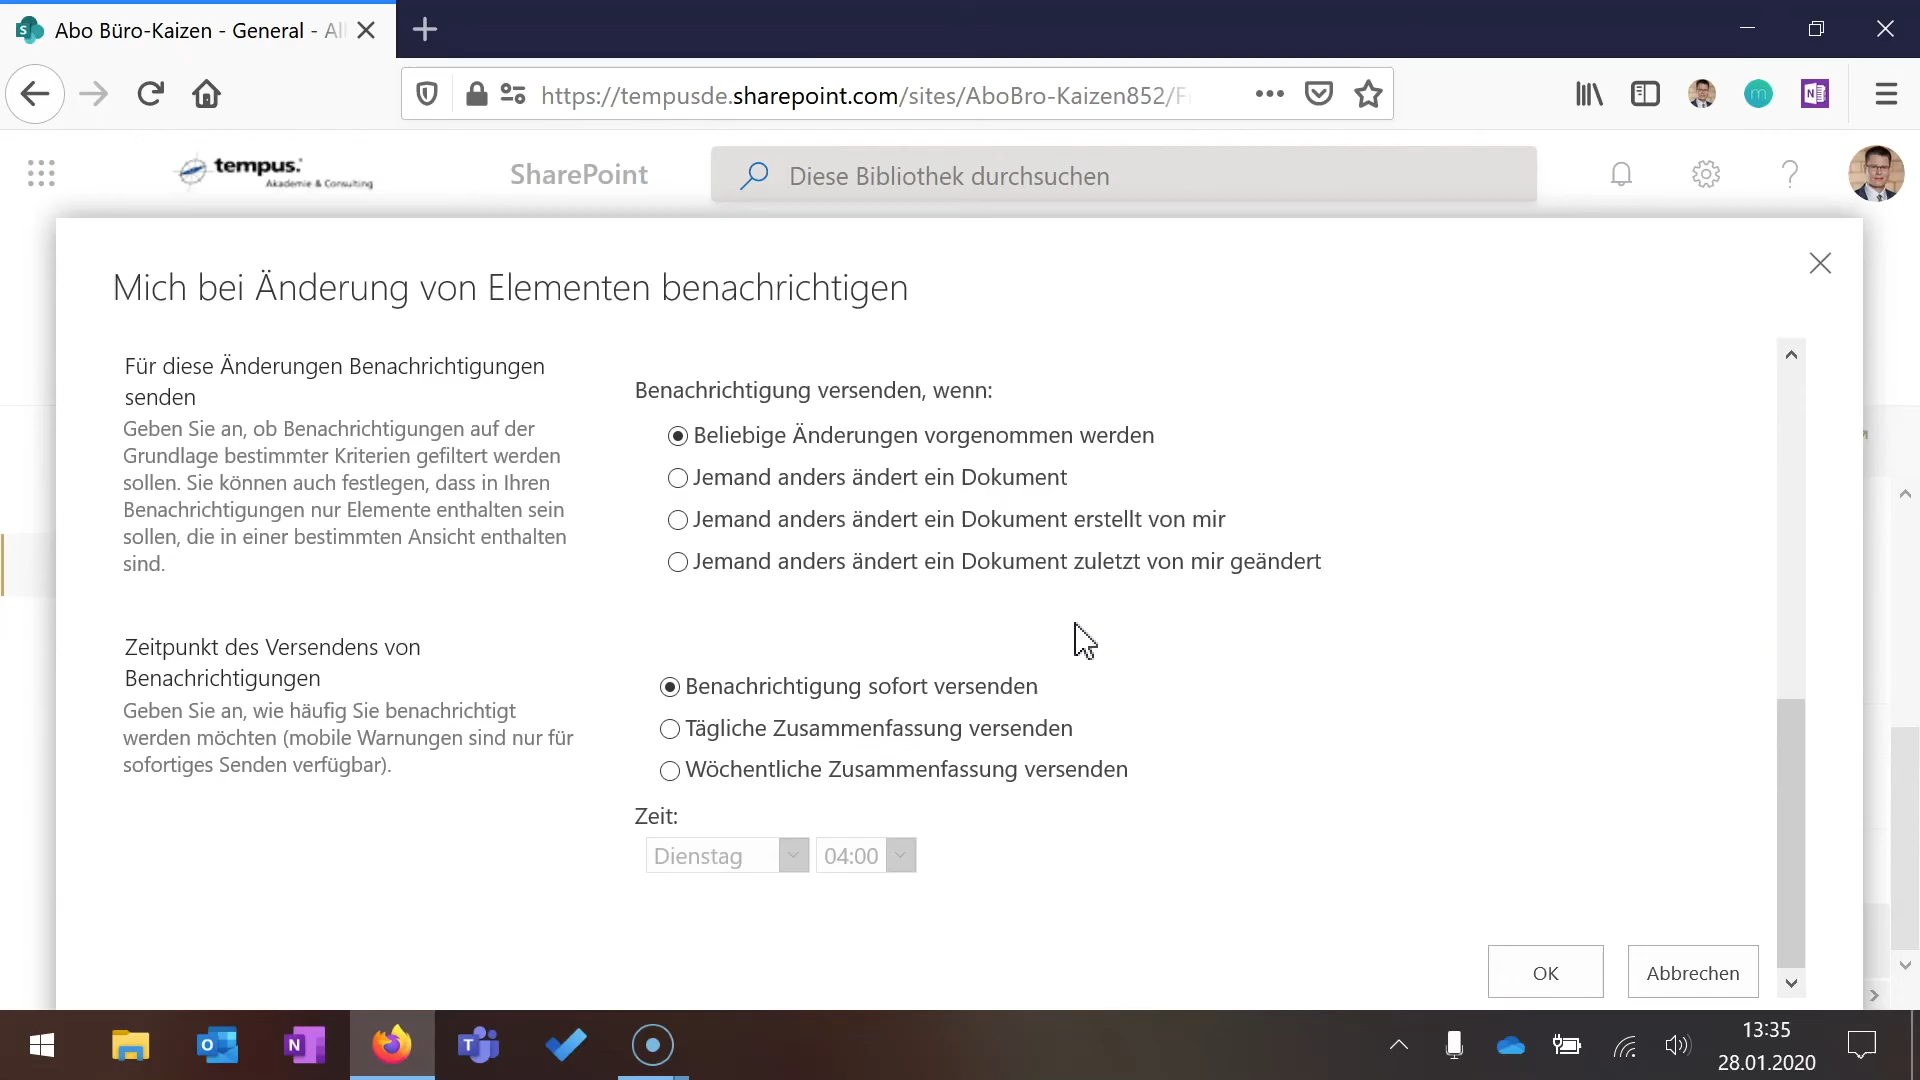 Abo Büro-Kaizen - General - All
https://tempusde.sharepoint.com/sites/AboBro-Kaizen852/F
tempus.
Akademie & Consulting
SharePoint
Diese Bibliothek durchsuchen
Mich bei Änderung von Elementen benachrichtigen
Für diese Änderungen Benachrichtigungen
senden
Geben Sie an, ob Benachrichtigungen auf der
Grundlage bestimmter Kriterien gefiltert werden
sollen. Sie können auch festlegen, dass in Ihren
Benachrichtigungen nur Elemente enthalten sein
sollen, die in einer bestimmten Ansicht enthalten
sind.
Benachrichtigung versenden, wenn:
Beliebige Änderungen vorgenommen werden
Jemand anders ändert ein Dokument
Jemand anders ändert ein Dokument erstellt von mir
Jemand anders ändert ein Dokument zuletzt von mir geändert
Zeitpunkt des Versendens von
Benachrichtigungen
Geben Sie an, wie häufig Sie benachrichtigt
werden möchten (mobile Warnungen sind nur für
sofortiges Senden verfügbar).
Benachrichtigung sofort versenden
Tägliche Zusammenfassung versenden
Wöchentliche Zusammenfassung versenden
Zeit:
Dienstag 04:00
OK Abbrechen
13:35
28.01.2020